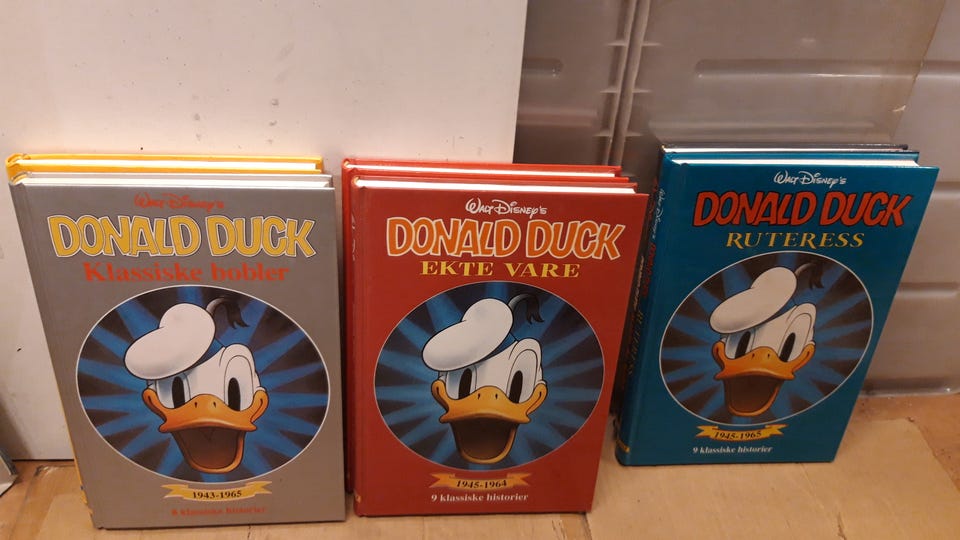 Walt Disney's
DONALD DUCK
Klassiske bobler
1943-1965
8 klassiske historier
Walt Disney's
DONALD DUCK
EKTE VARE
1945-1964
9 klassiske historier
Walt Disney's
DONALD DUCK
RUTERESS
1945-1965
9 klassiske historier